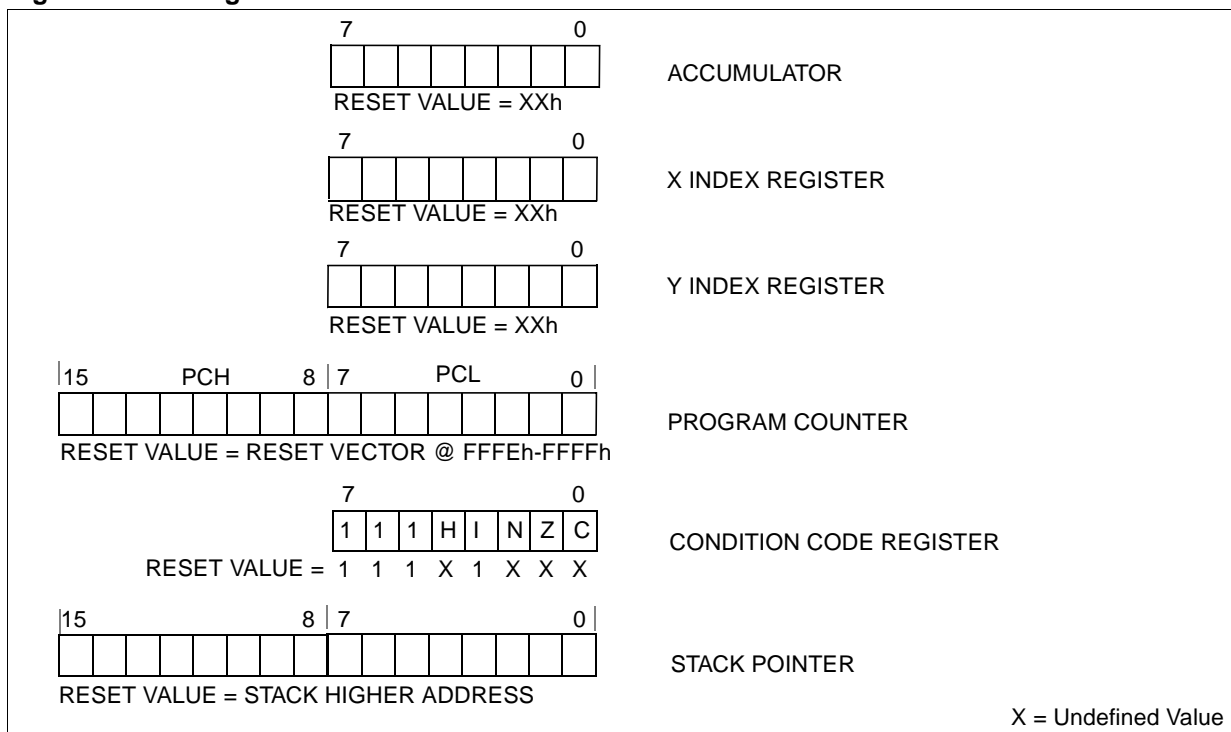 7 0
ACCUMULATOR
RESET VALUE = XXh
7 0
X INDEX REGISTER
RESET VALUE = XXh
7 0
Y INDEX REGISTER
RESET VALUE = XXh
15 PCH 8 7 PCL 0
PROGRAM COUNTER
RESET VALUE = RESET VECTOR @ FFFEh-FFFFh
7 0
1 1 1 H I N Z C
CONDITION CODE REGISTER
RESET VALUE = 1 1 1 X 1 X X X
15 8 7 0
STACK POINTER
RESET VALUE = STACK HIGHER ADDRESS
X = Undefined Value